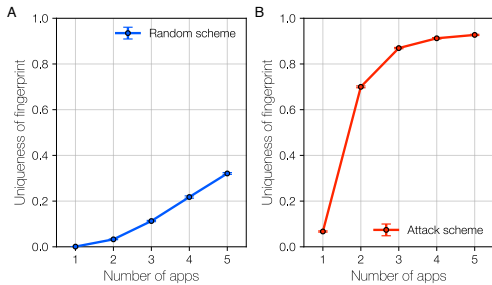 A
B
1.0
0.8
0.6
0.4
0.2
0.0
Uniqueness of fingerprint
Random scheme
1 2 3 4 5
Number of apps
1.0
0.8
0.6
0.4
0.2
0.0
Uniqueness of fingerprint
Attack scheme
1 2 3 4 5
Number of apps